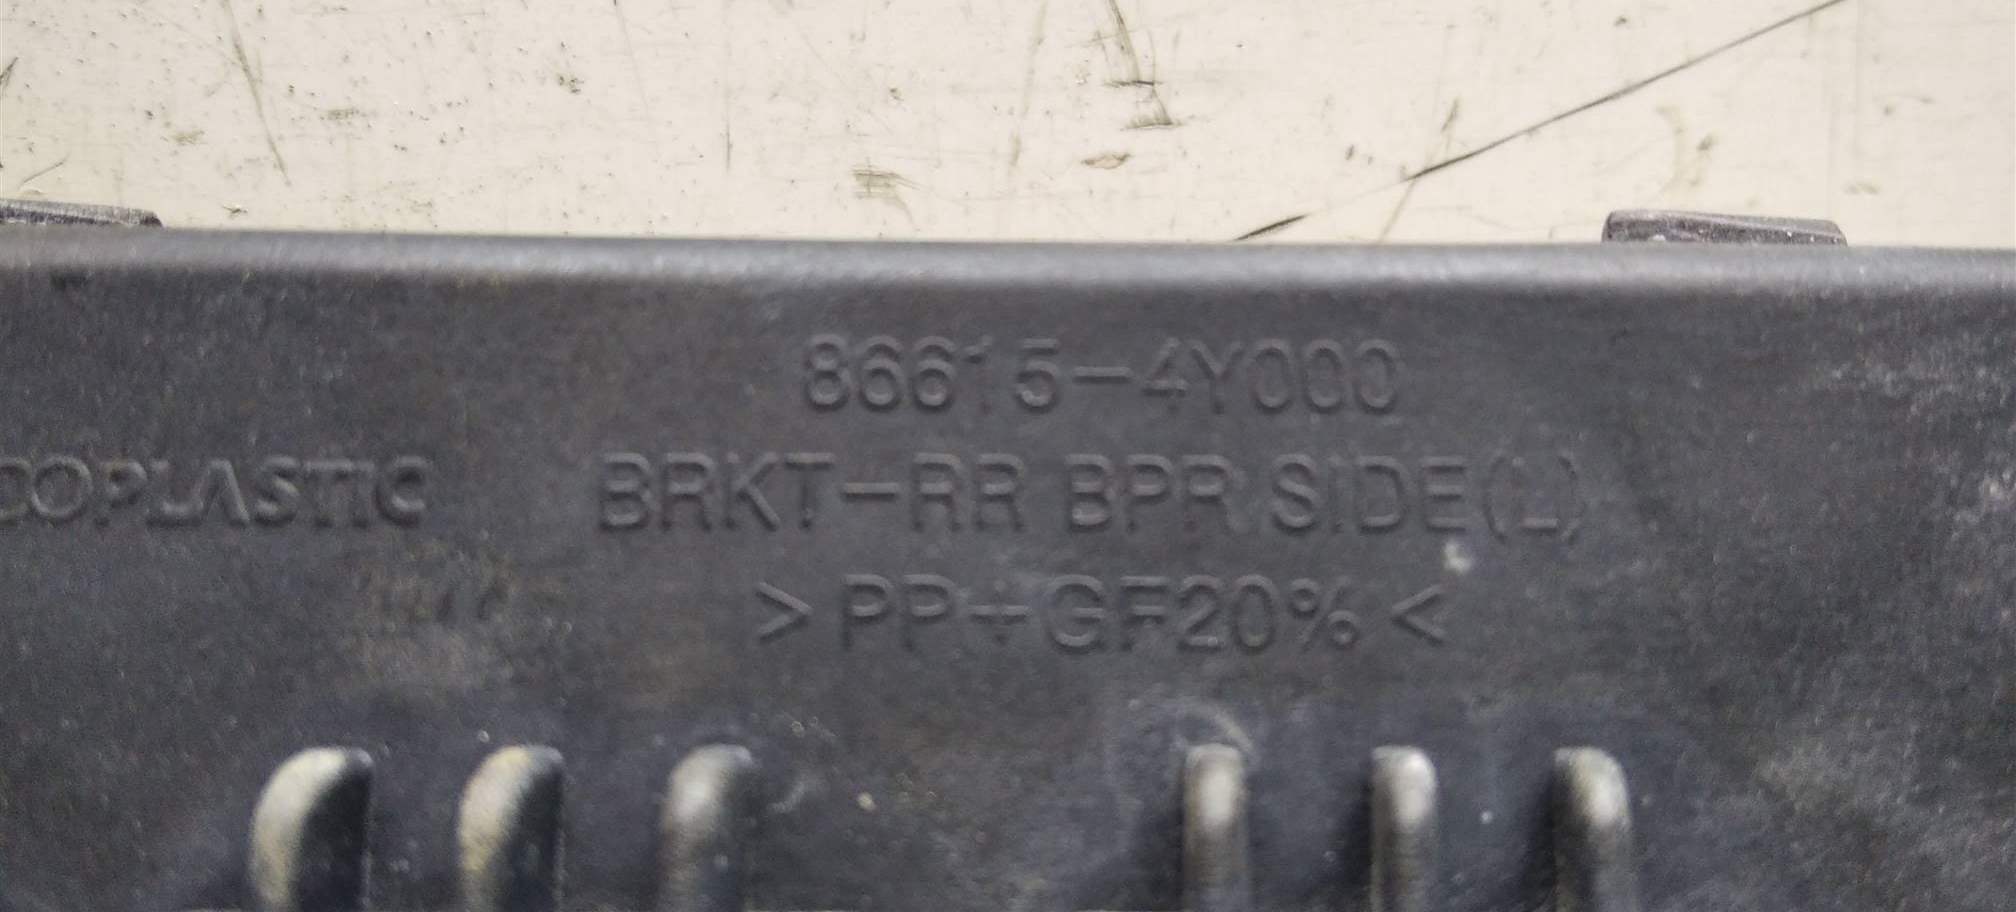 86615-4Y000
COPLASTIC BRKT-RR BPR SIDE(L)
>PP+GF20%<